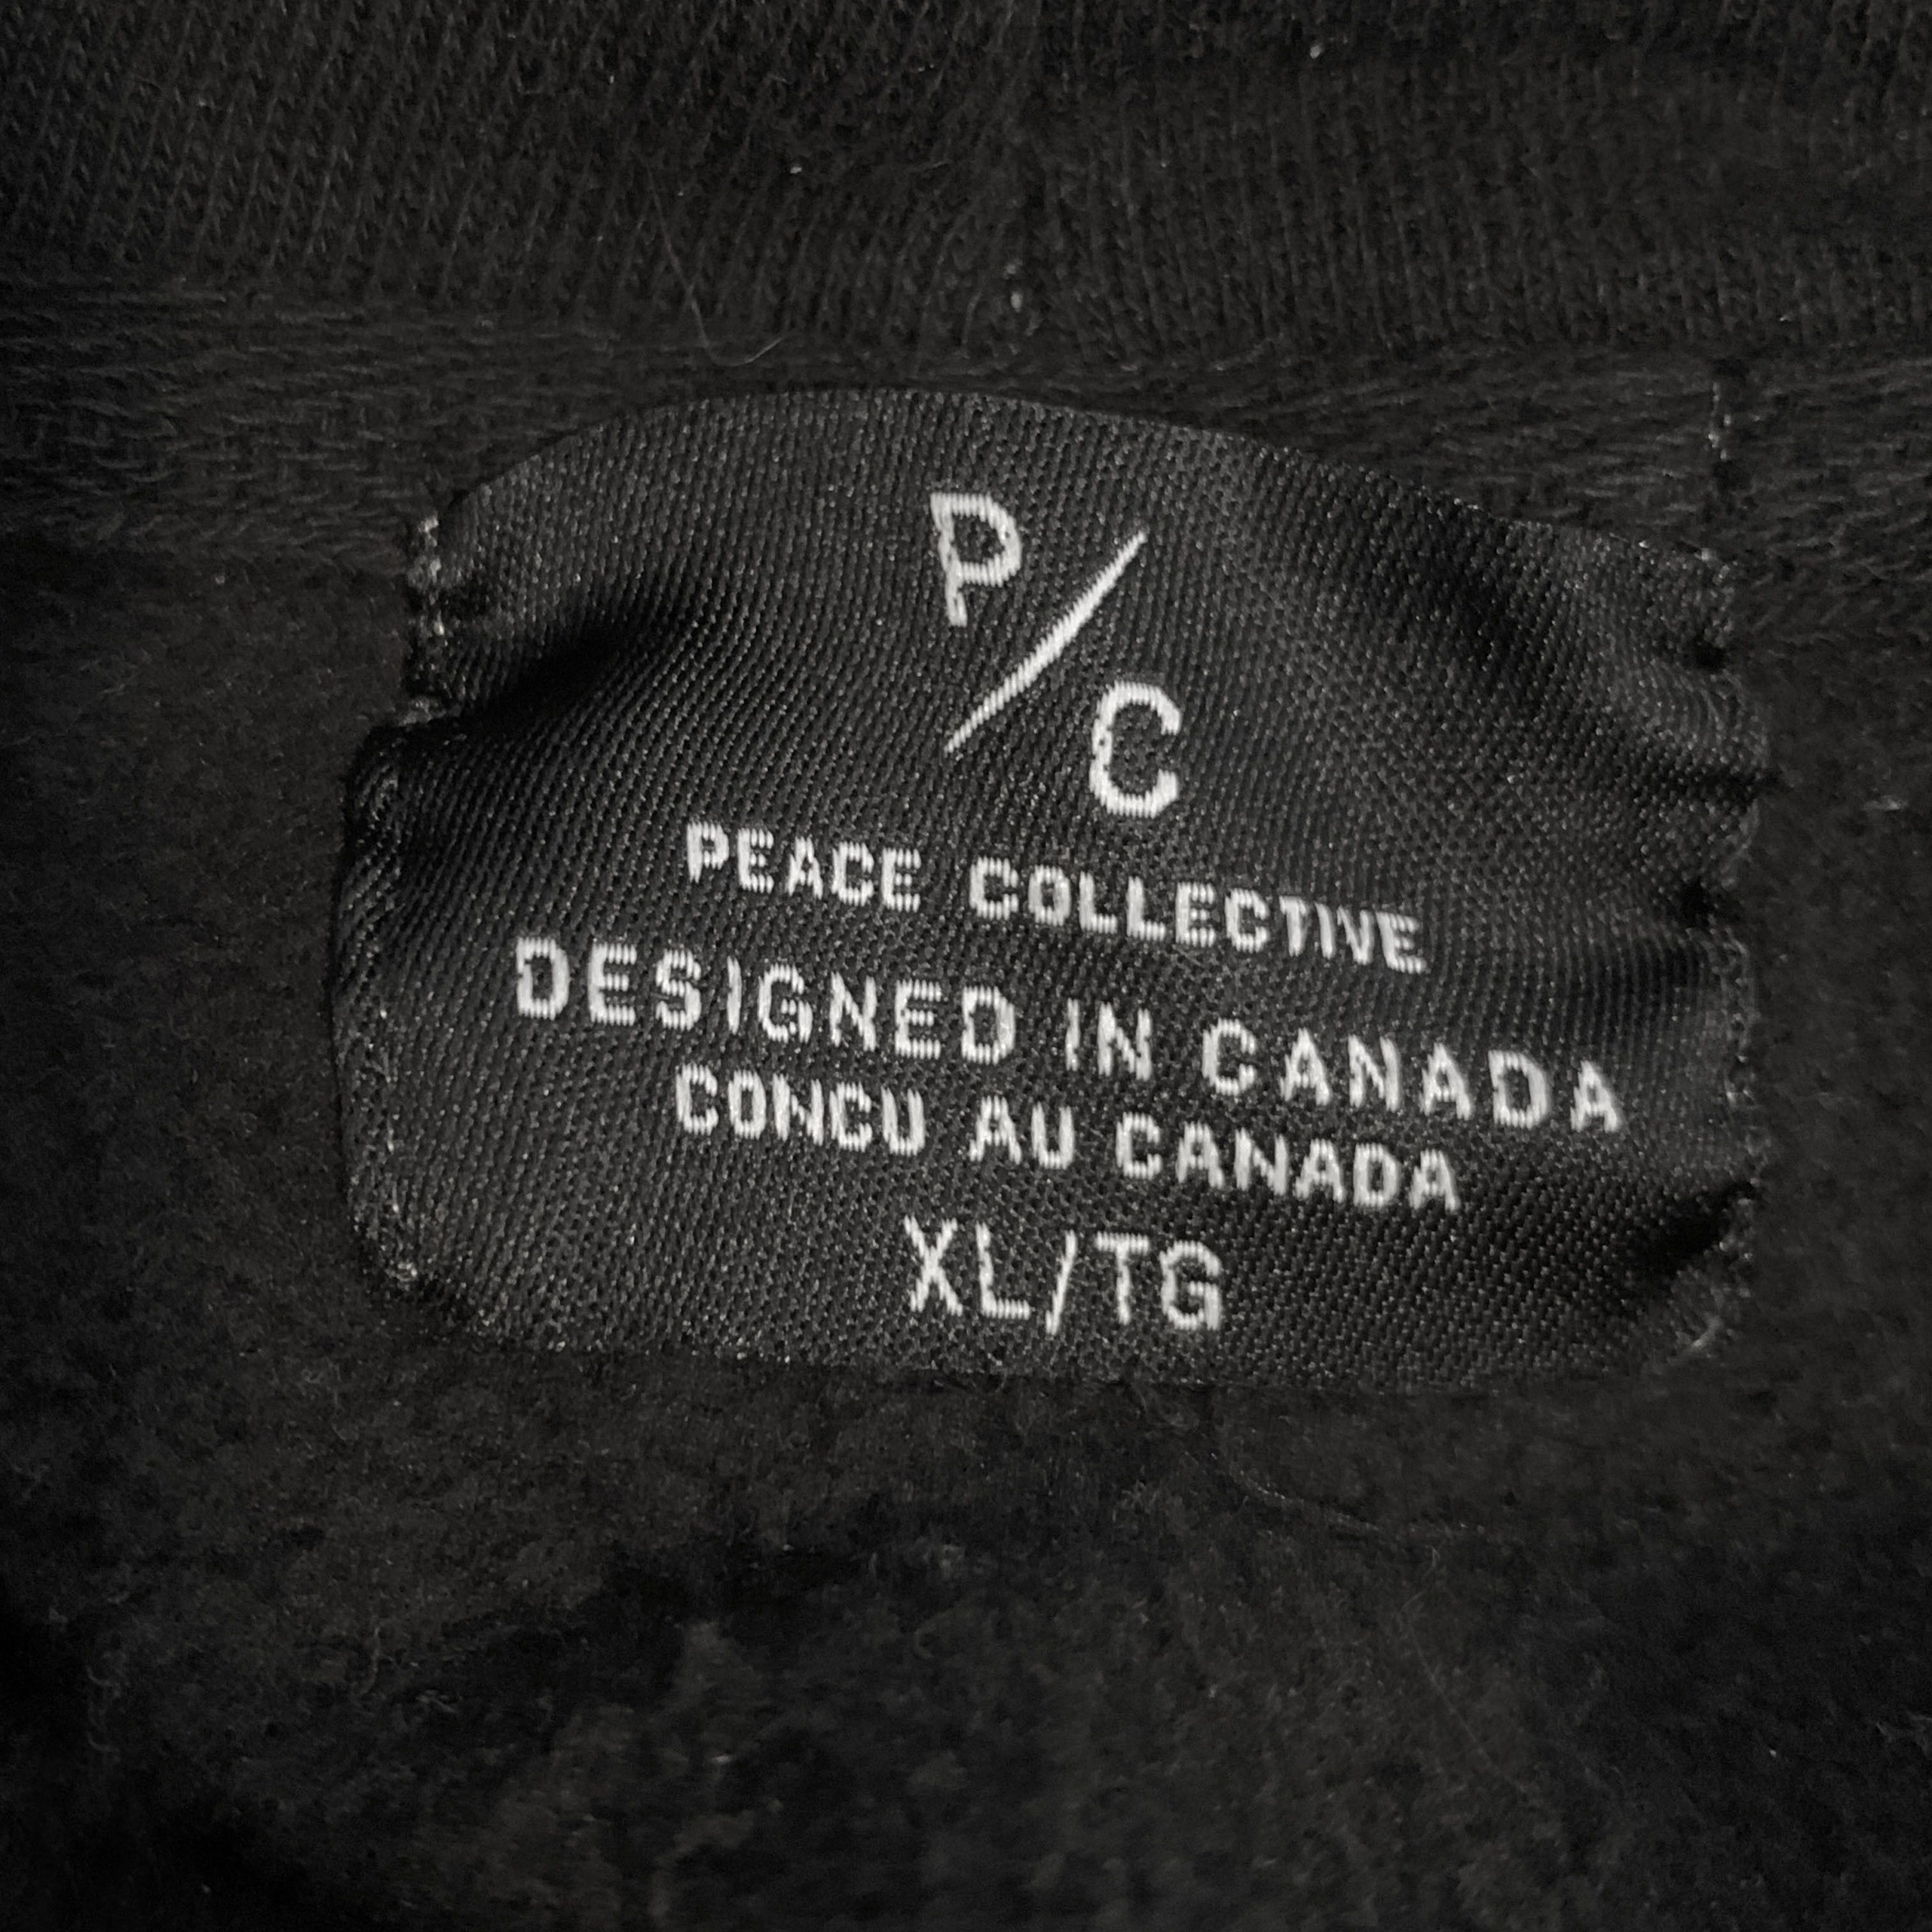 P/C
PEACE COLLECTIVE
DESIGNED IN CANADA
CONCU AU CANADA
XL/TG